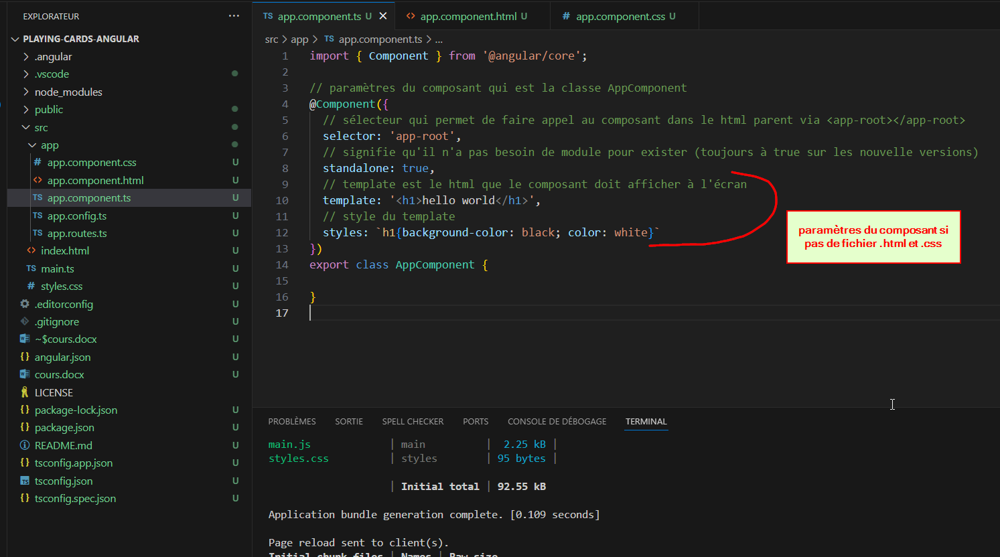 EXPLORATEUR ···
PLAYING-CARDS-ANGULAR
.angular
.vscode
node_modules
public
src
app
# app.component.css U
<> app.component.html U
TS app.component.ts U
TS app.config.ts U
TS app.routes.ts U
<> index.html U
TS main.ts U
# styles.css U
.editorconfig U
.gitignore U
~$cours.docx U
{} angular.json U
cours.docx U
LICENSE
{} package-lock.json U
{} package.json U
README.md U
{} tsconfig.app.json U
TS tsconfig.json U
{} tsconfig.spec.json U
TS app.component.ts U ×
<> app.component.html U
# app.component.css U
src > app > TS app.component.ts > ...
1 import { Component } from '@angular/core';
2
3 // paramètres du composant qui est la classe AppComponent
4 @Component({
5 // sélecteur qui permet de faire appel au composant dans le html parent via <app-root></app-root>
6 selector: 'app-root',
7 // signifie qu'il n'a pas besoin de module pour exister (toujours à true sur les nouvelle versions)
8 standalone: true,
9 // template est le html que le composant doit afficher à l'écran
10 template: '<h1>hello world</h1>',
11 // style du template
12 styles: `h1{background-color: black; color: white}`
13 })
14 export class AppComponent {
15
16 }
17
paramètres du composant si
pas de fichier .html et .css
PROBLÈMES SORTIE SPELL CHECKER PORTS CONSOLE DE DÉBOGAGE TERMINAL
main.js | main | 2.25 kB |
styles.css | styles | 95 bytes |
| Initial total | 92.55 kB
Application bundle generation complete. [0.109 seconds]
Page reload sent to client(s).
Initial chunk files | Names | Raw size